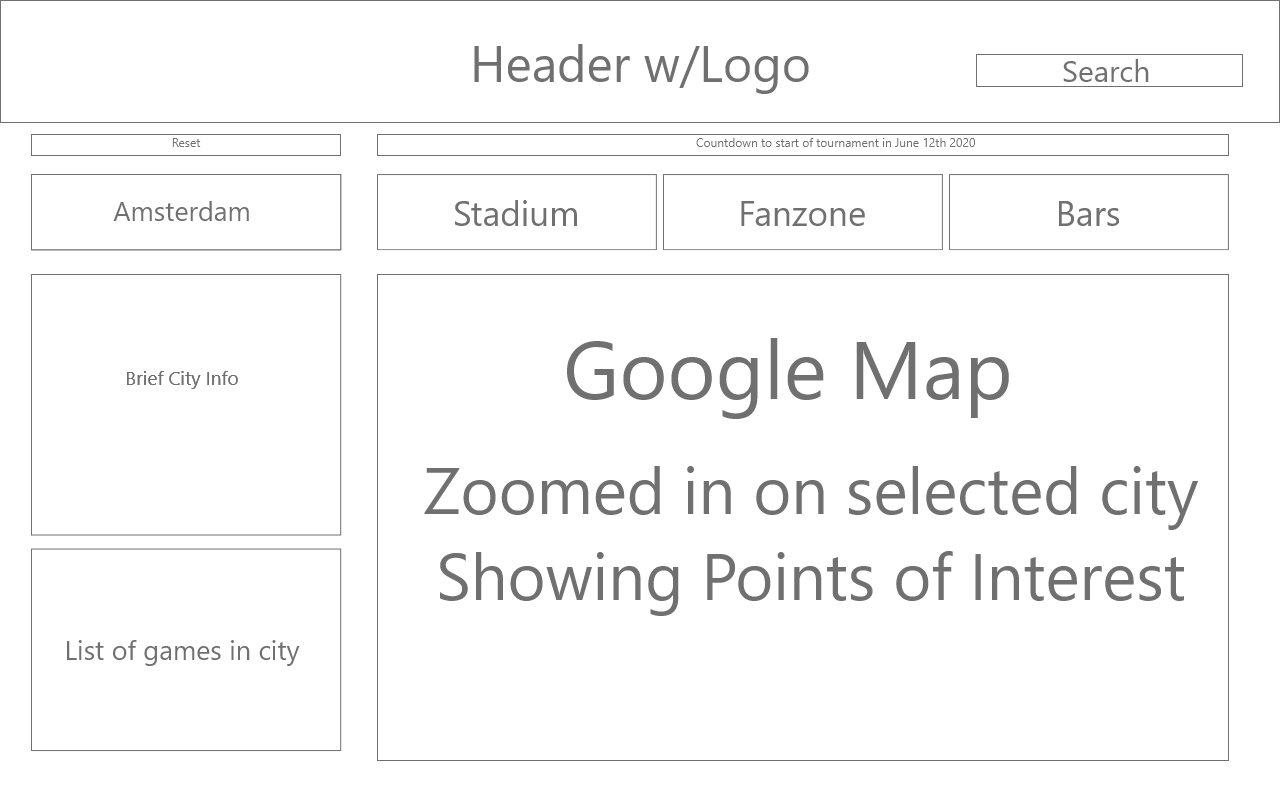 Header w/Logo
Search
Reset
Countdown to start of tournament in June 12th 2020
Amsterdam
Stadium
Fanzone
Bars
Brief City Info
List of games in city
Google Map
Zoomed in on selected city
Showing Points of Interest